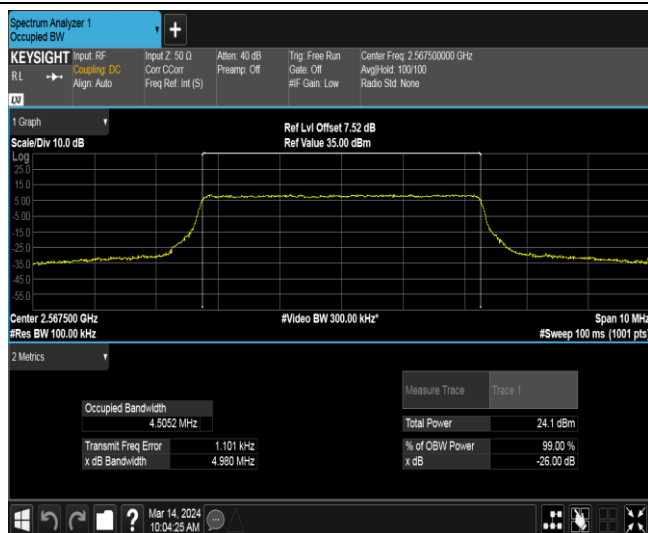 Spectrum Analyzer 1
Occupied BW
KEYSIGHT
RL
LXI
Input: RF
Coupling: DC
Align: Auto
Input Z: 50 Ω
Corr CCorr
Freq Ref: Int (S)
Atten: 40 dB
Preamp: Off
Trig: Free Run
Gate: Off
#IF Gain: Low
Center Freq: 2.567500000 GHz
Avg|Hold: 100/100
Radio Std: None
1 Graph
Scale/Div 10.0 dB
Ref Lvl Offset 7.52 dB
Ref Value 35.00 dBm
Log
25.0
15.0
5.00
-5.00
-15.0
-25.0
-35.0
-45.0
-55.0
Center 2.567500 GHz
#Video BW 300.00 kHz*
Span 10 MHz
#Res BW 100.00 kHz
#Sweep 100 ms (1001 pts)
2 Metrics
Measure Trace Trace 1
Occupied Bandwidth
4.5052 MHz
Total Power 24.1 dBm
Transmit Freq Error 1.101 kHz
% of OBW Power 99.00 %
x dB Bandwidth 4.980 MHz
x dB -26.00 dB
?
Mar 14, 2024
10:04:25 AM